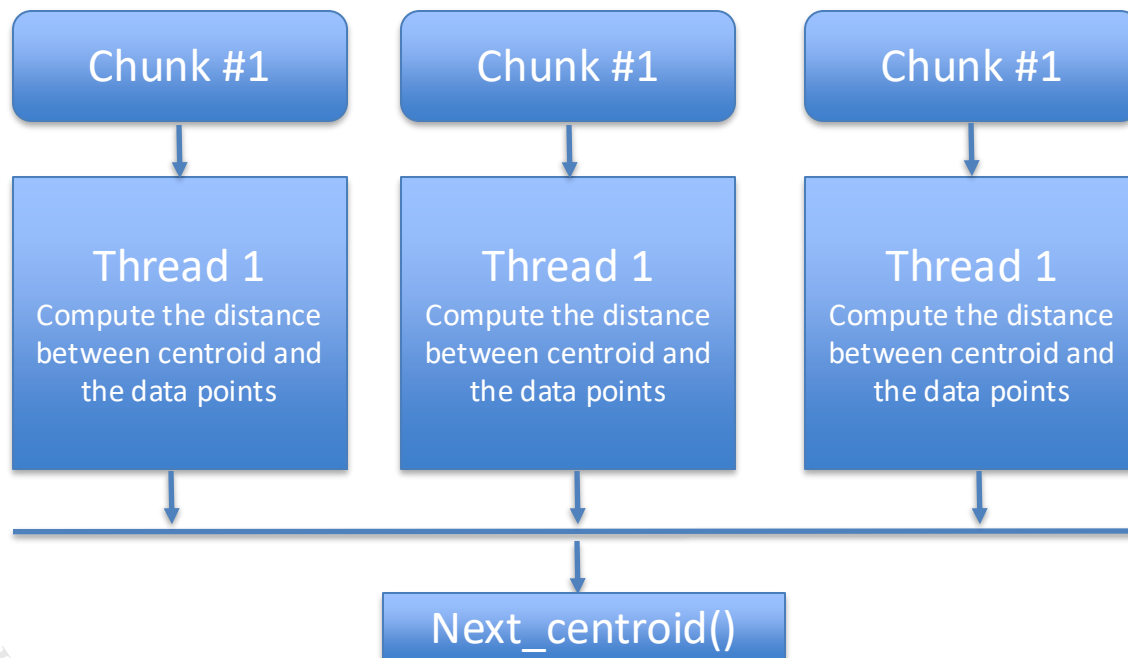 Chunk #1
Chunk #1
Chunk #1
Thread 1
Compute the distance
between centroid and
the data points
Thread 1
Compute the distance
between centroid and
the data points
Thread 1
Compute the distance
between centroid and
the data points
Next_centroid()